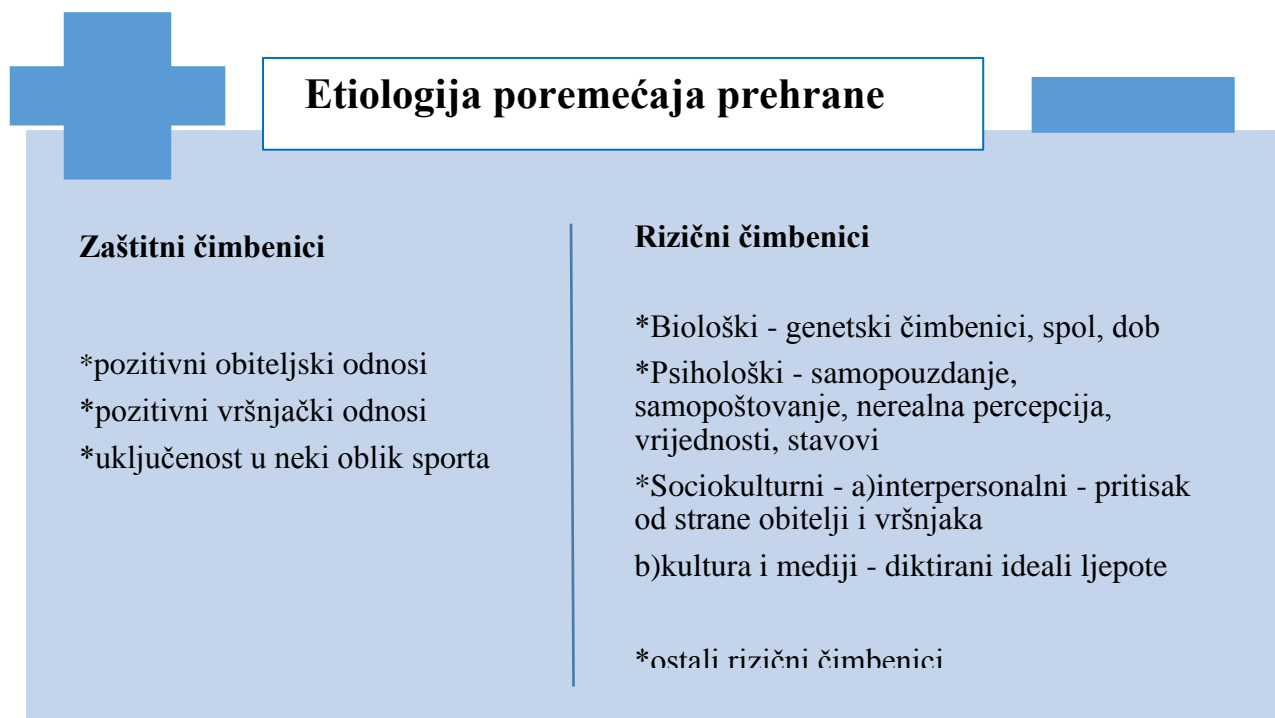 Etiologija poremećaja prehrane
Zaštitni čimbenici
*pozitivni obiteljski odnosi
*pozitivni vršnjački odnosi
*uključenost u neki oblik sporta
Rizični čimbenici
*Biološki - genetski čimbenici, spol, dob
*Psihološki - samopouzdanje,
samopoštovanje, nerealna percepcija,
vrijednosti, stavovi
*Sociokulturni - a)interpersonalni - pritisak
od strane obitelji i vršnjaka
b)kultura i mediji - diktirani ideali ljepote
*ostali rizični čimbenici